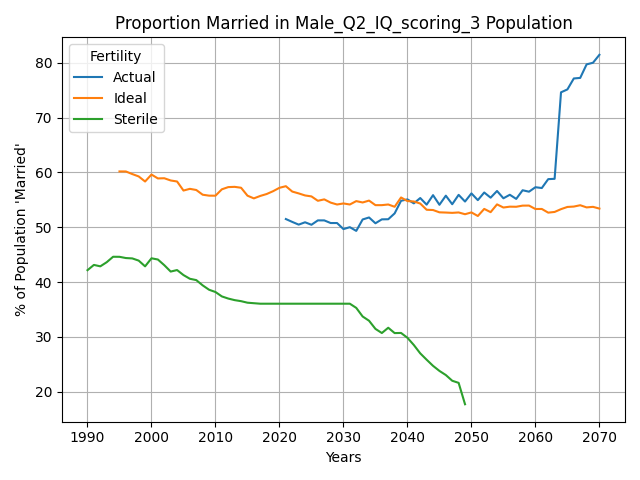 Proportion Married in Male_Q2_IQ_scoring_3 Population
Fertility
Actual
Ideal
Sterile
% of Population 'Married'
80
70
60
50
40
30
20
1990 2000 2010 2020 2030 2040 2050 2060 2070
Years